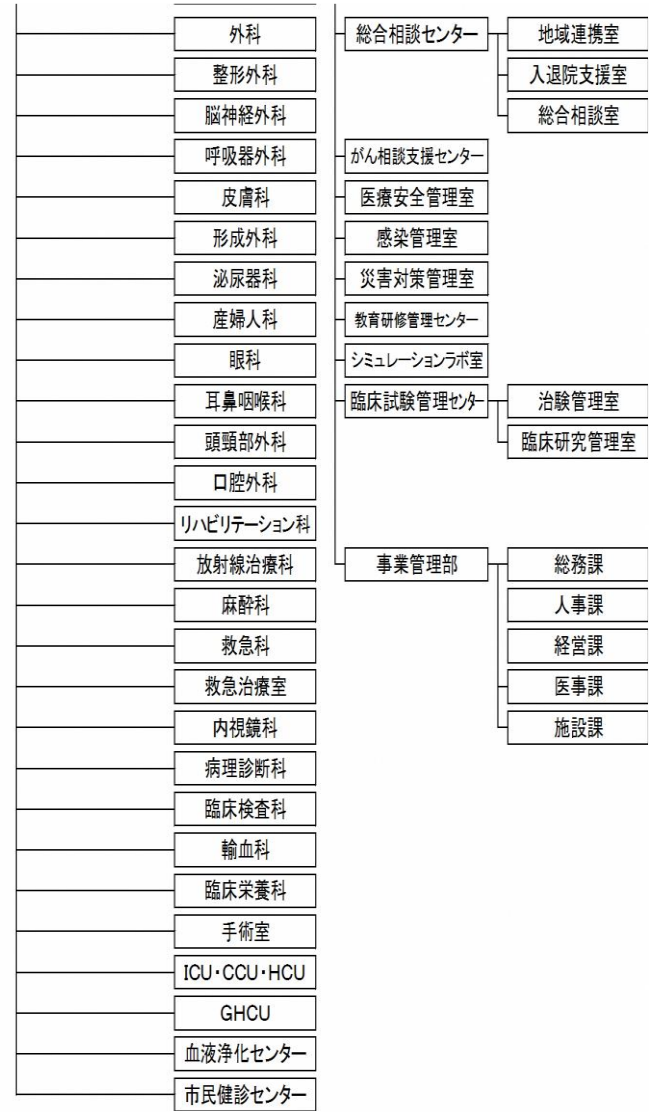 外科
整形外科
脳神経外科
呼吸器外科
皮膚科
形成外科
泌尿器科
産婦人科
眼科
耳鼻咽喉科
頭頸部外科
口腔外科
リハビリテーション科
放射線治療科
麻酔科
救急科
救急治療室
内視鏡科
病理診断科
臨床検査科
輸血科
臨床栄養科
手術室
ICU・CCU・HCU
GHCU
血液浄化センター
市民健診センター
総合相談センター
地域連携室
入退院支援室
総合相談室
がん相談支援センター
医療安全管理室
感染管理室
災害対策管理室
教育研修管理センター
シミュレーションラボ室
臨床試験管理センター
治験管理室
臨床研究管理室
事業管理部
総務課
人事課
経営課
医事課
施設課